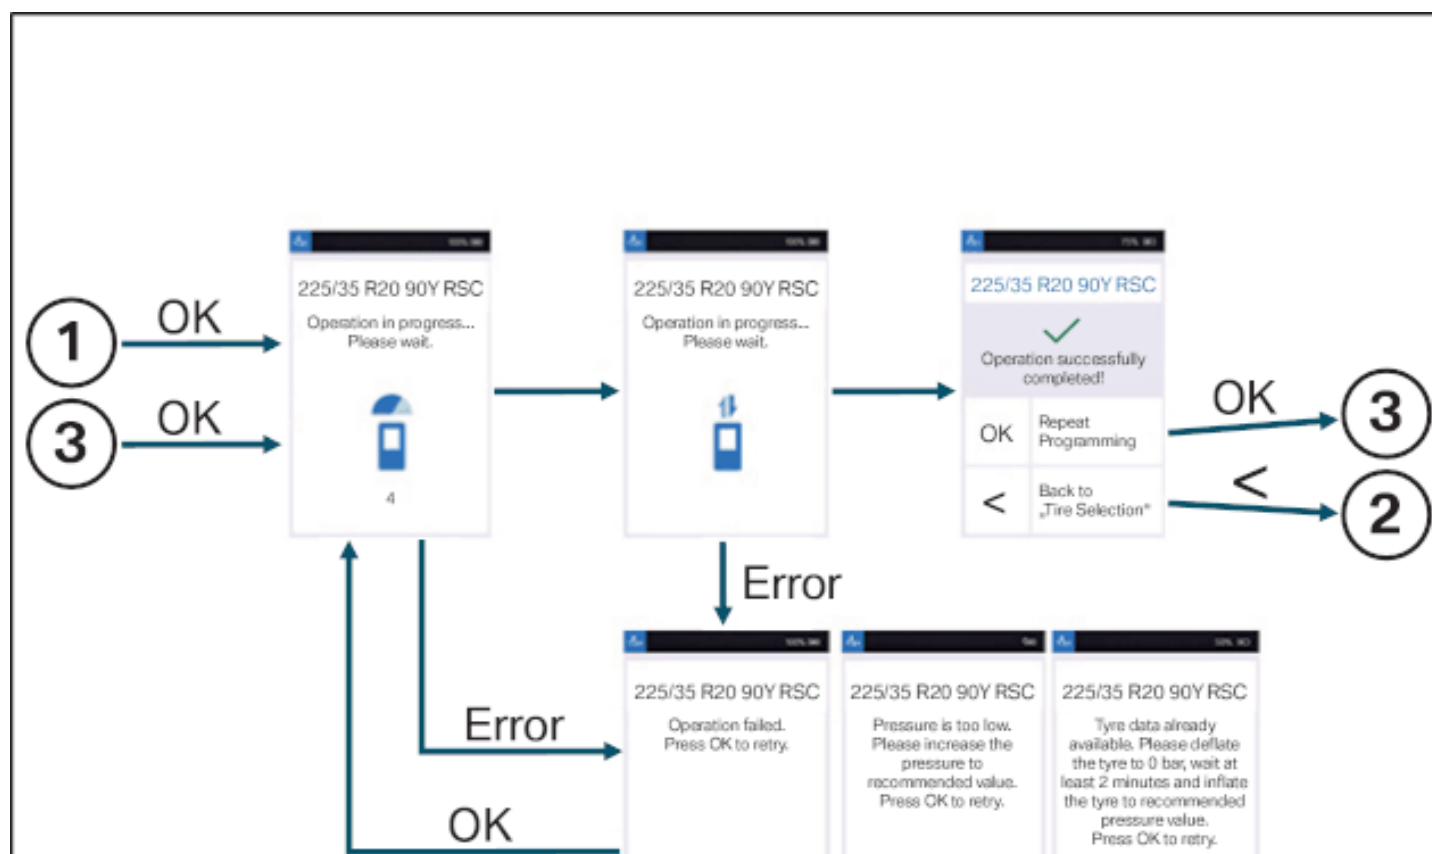 100%
225/35 R20 90Y RSC
Operation in progress...
Please wait.
4
100%
225/35 R20 90Y RSC
Operation in progress...
Please wait.
225/35 R20 90Y RSC
Operation successfully
completed!
OK
Repeat
Programming
<
Back to
„Tire Selection“
1
OK
3
OK
OK
3
<
2
Error
Error
OK
100%
225/35 R20 90Y RSC
Operation failed.
Press OK to retry.
225/35 R20 90Y RSC
Pressure is too low.
Please increase the
pressure to
recommended value.
Press OK to retry.
225/35 R20 90Y RSC
Tyre data already
available. Please deflate
the tyre to 0 bar, wait at
least 2 minutes and inflate
the tyre to recommended
pressure value.
Press OK to retry.